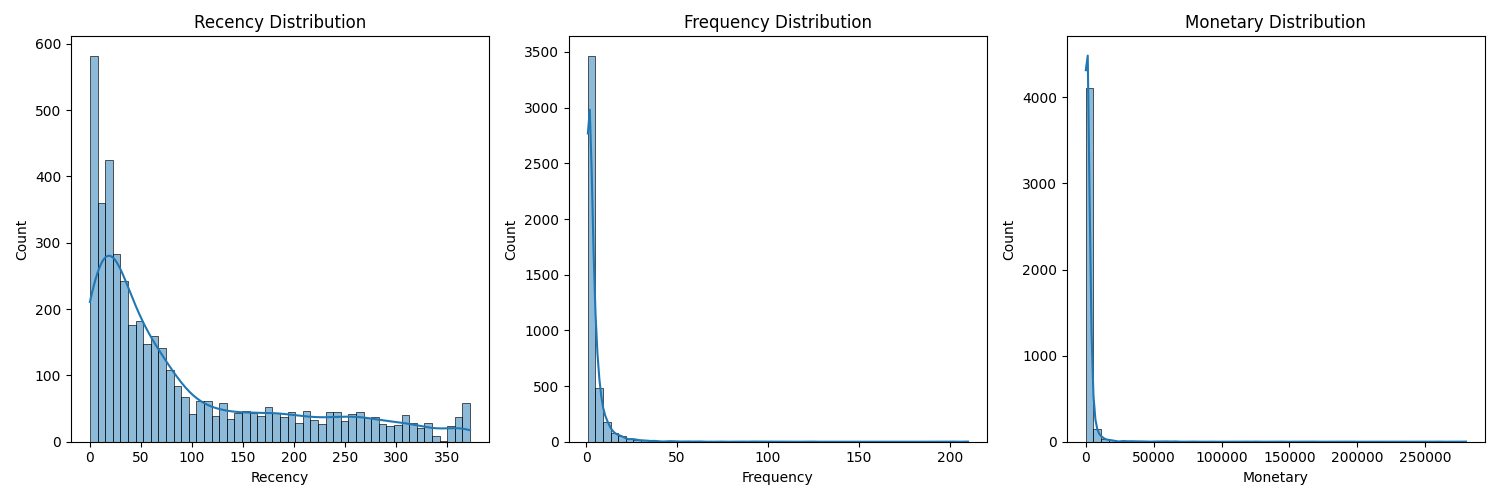 Recency Distribution
600
500
400
300
200
100
0
Count
0 50 100 150 200 250 300 350
Recency
Frequency Distribution
3500
3000
2500
2000
1500
1000
500
0
Count
0 50 100 150 200
Frequency
Monetary Distribution
4000
3000
2000
1000
0
Count
0 50000 100000 150000 200000 250000
Monetary